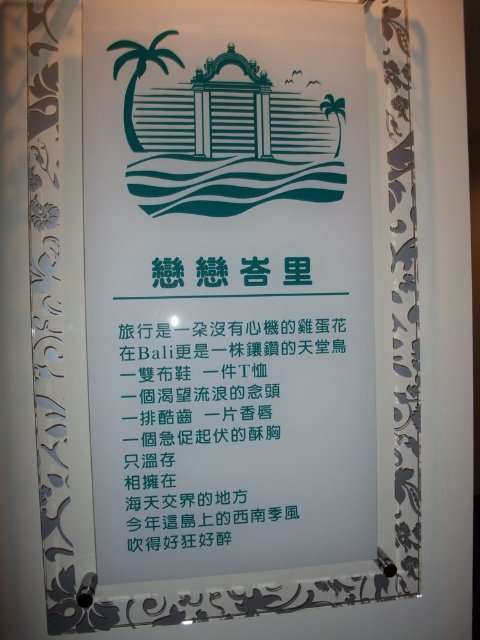 戀戀峇里
旅行是一朶沒有心機的雞蛋花
在Bali更是一株鑲鑽的天堂鳥
一雙布鞋 一件T恤
一個渴望流浪的念頭
一排酷齒 一片香唇
一個急促起伏的酥胸
只溫存
相擁在
海天交界的地方
今年這島上的西南季風
吹得好狂好醉